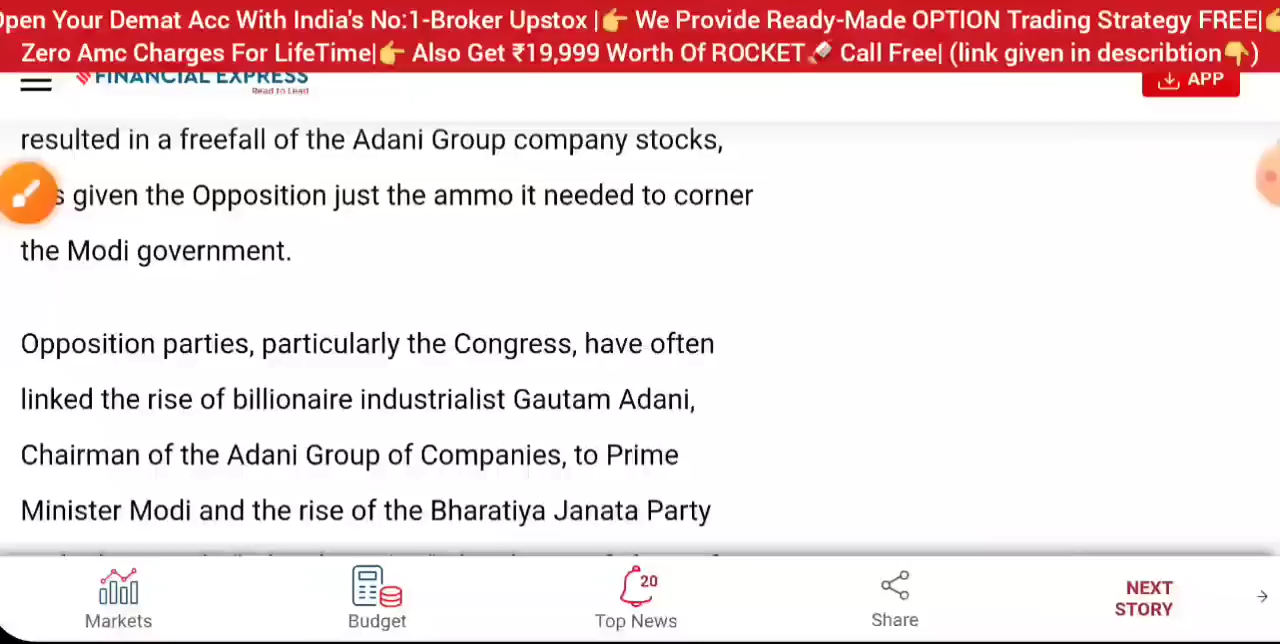 pen Your Demat Acc With India's No:1-Broker Upstox |👉 We Provide Ready-Made OPTION Trading Strategy FREE|👉
Zero Amc Charges For LifeTime|👉 Also Get ₹19,999 Worth Of ROCKET🚀 Call Free| (link given in describtion👇)
FINANCIAL EXPRESS
Read to Lead
APP
resulted in a freefall of the Adani Group company stocks,
s given the Opposition just the ammo it needed to corner
the Modi government.
Opposition parties, particularly the Congress, have often
linked the rise of billionaire industrialist Gautam Adani,
Chairman of the Adani Group of Companies, to Prime
Minister Modi and the rise of the Bharatiya Janata Party
20
Markets
Budget
Top News
Share
NEXT
STORY